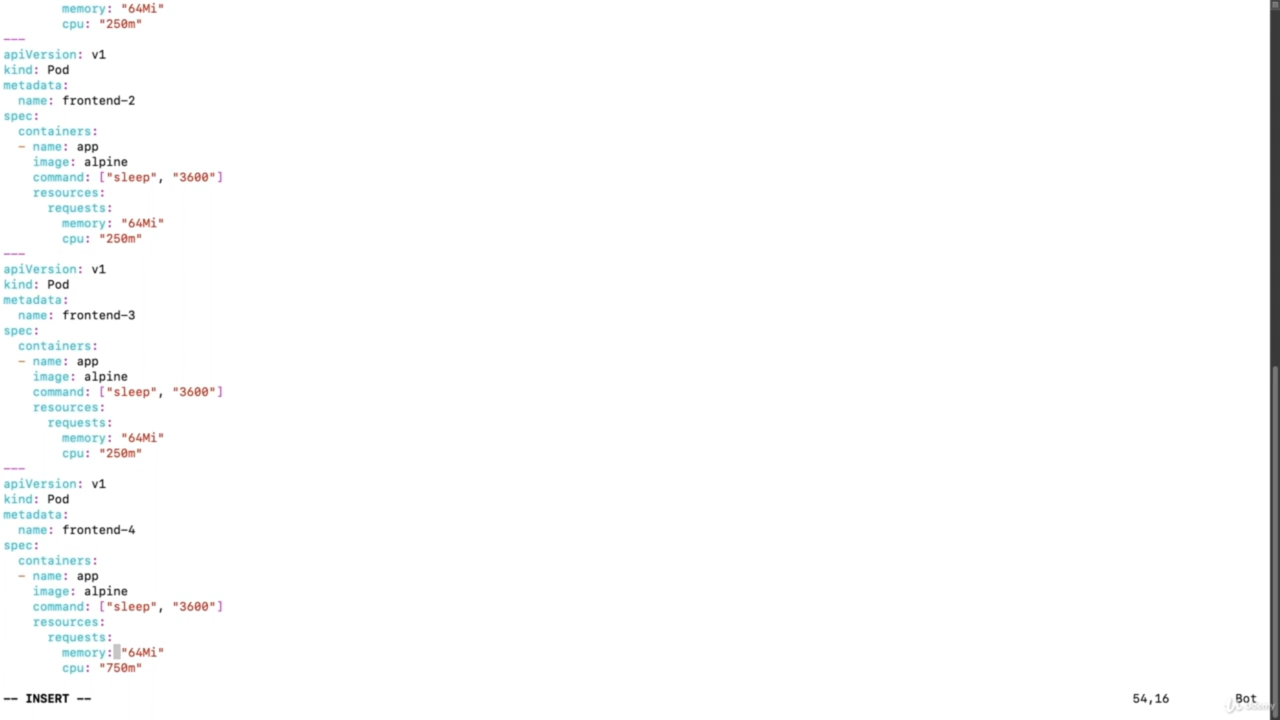 memory: "64Mi"
        cpu: "250m"
---
apiVersion: v1
kind: Pod
metadata:
  name: frontend-2
spec:
  containers:
  - name: app
    image: alpine
    command: ["sleep", "3600"]
    resources:
      requests:
        memory: "64Mi"
        cpu: "250m"
---
apiVersion: v1
kind: Pod
metadata:
  name: frontend-3
spec:
  containers:
  - name: app
    image: alpine
    command: ["sleep", "3600"]
    resources:
      requests:
        memory: "64Mi"
        cpu: "250m"
---
apiVersion: v1
kind: Pod
metadata:
  name: frontend-4
spec:
  containers:
  - name: app
    image: alpine
    command: ["sleep", "3600"]
    resources:
      requests:
        memory: "64Mi"
        cpu: "750m"
-- INSERT -- 54,16 Bot